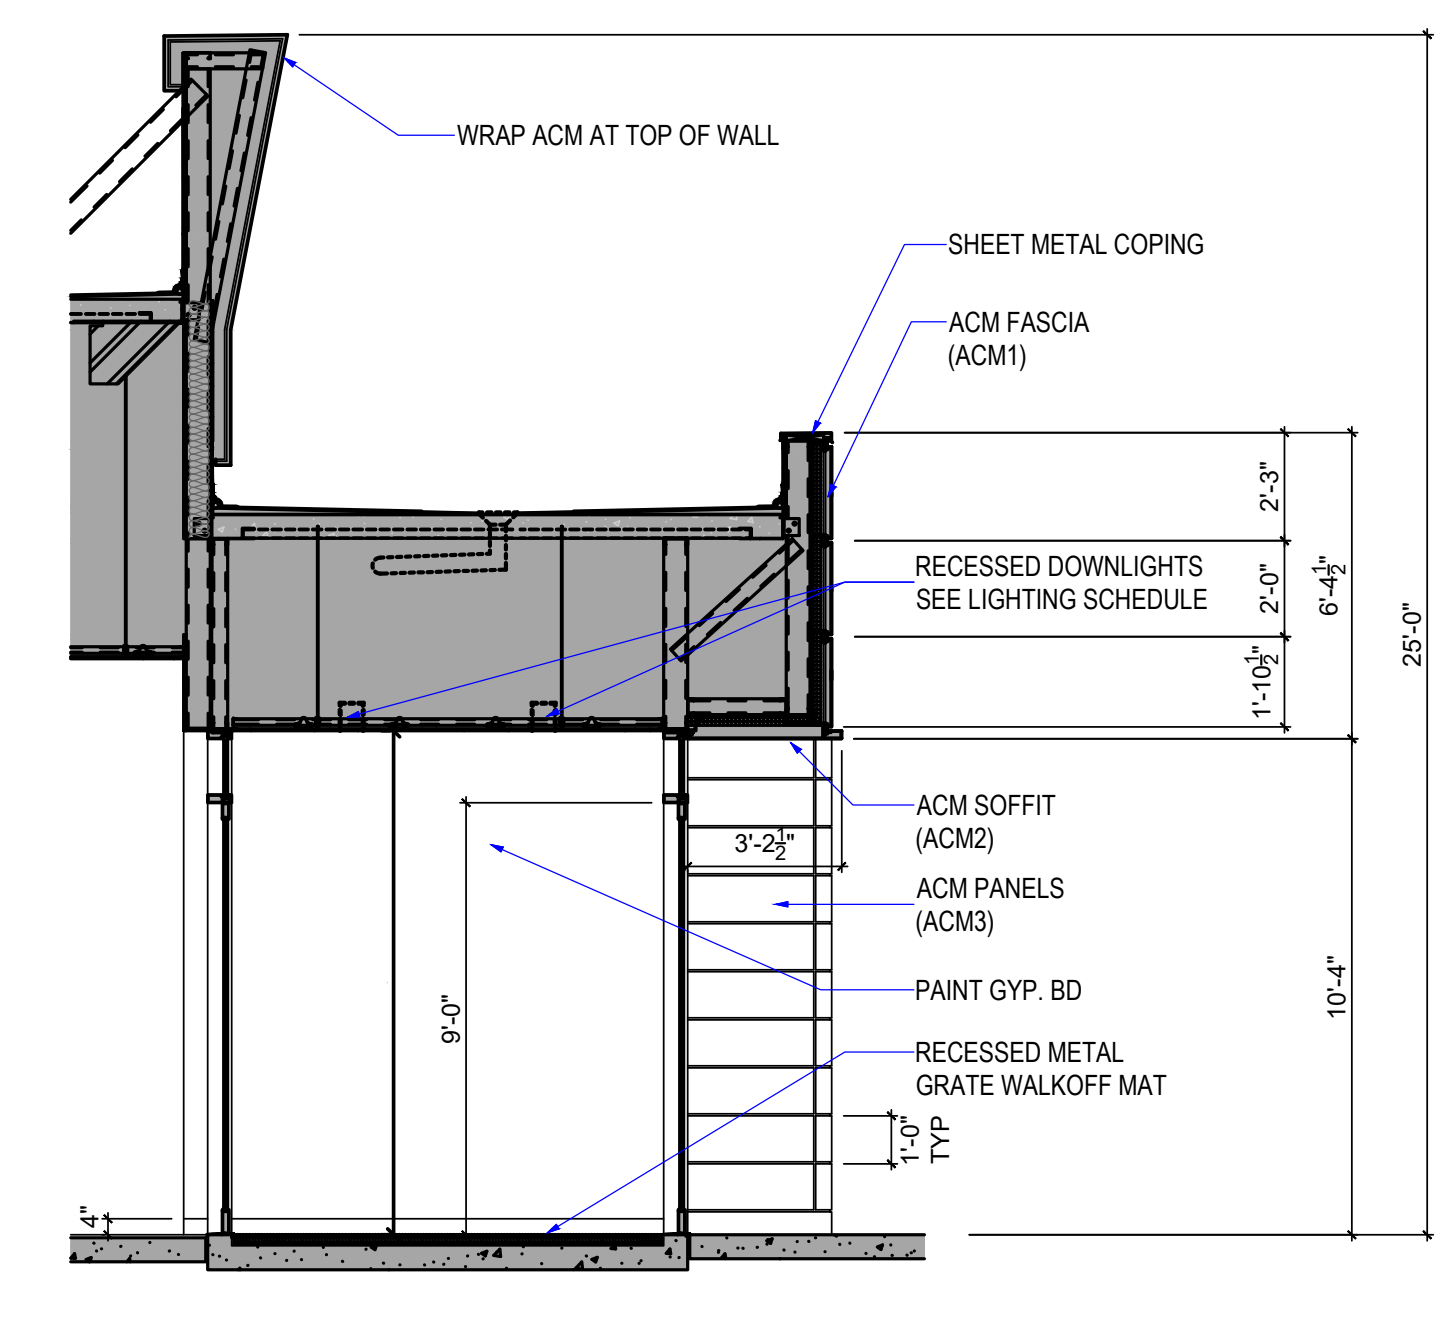 WRAP ACM AT TOP OF WALL
SHEET METAL COPING
ACM FASCIA
(ACM1)
2'-3"
2'-0"
1'-10½"
6'-4½"
25'-0"
RECESSED DOWNLIGHTS
SEE LIGHTING SCHEDULE
ACM SOFFIT
(ACM2)
3'-2½"
ACM PANELS
(ACM3)
10'-4"
9'-0"
PAINT GYP. BD
RECESSED METAL
GRATE WALKOFF MAT
1'-0"
TYP
4"